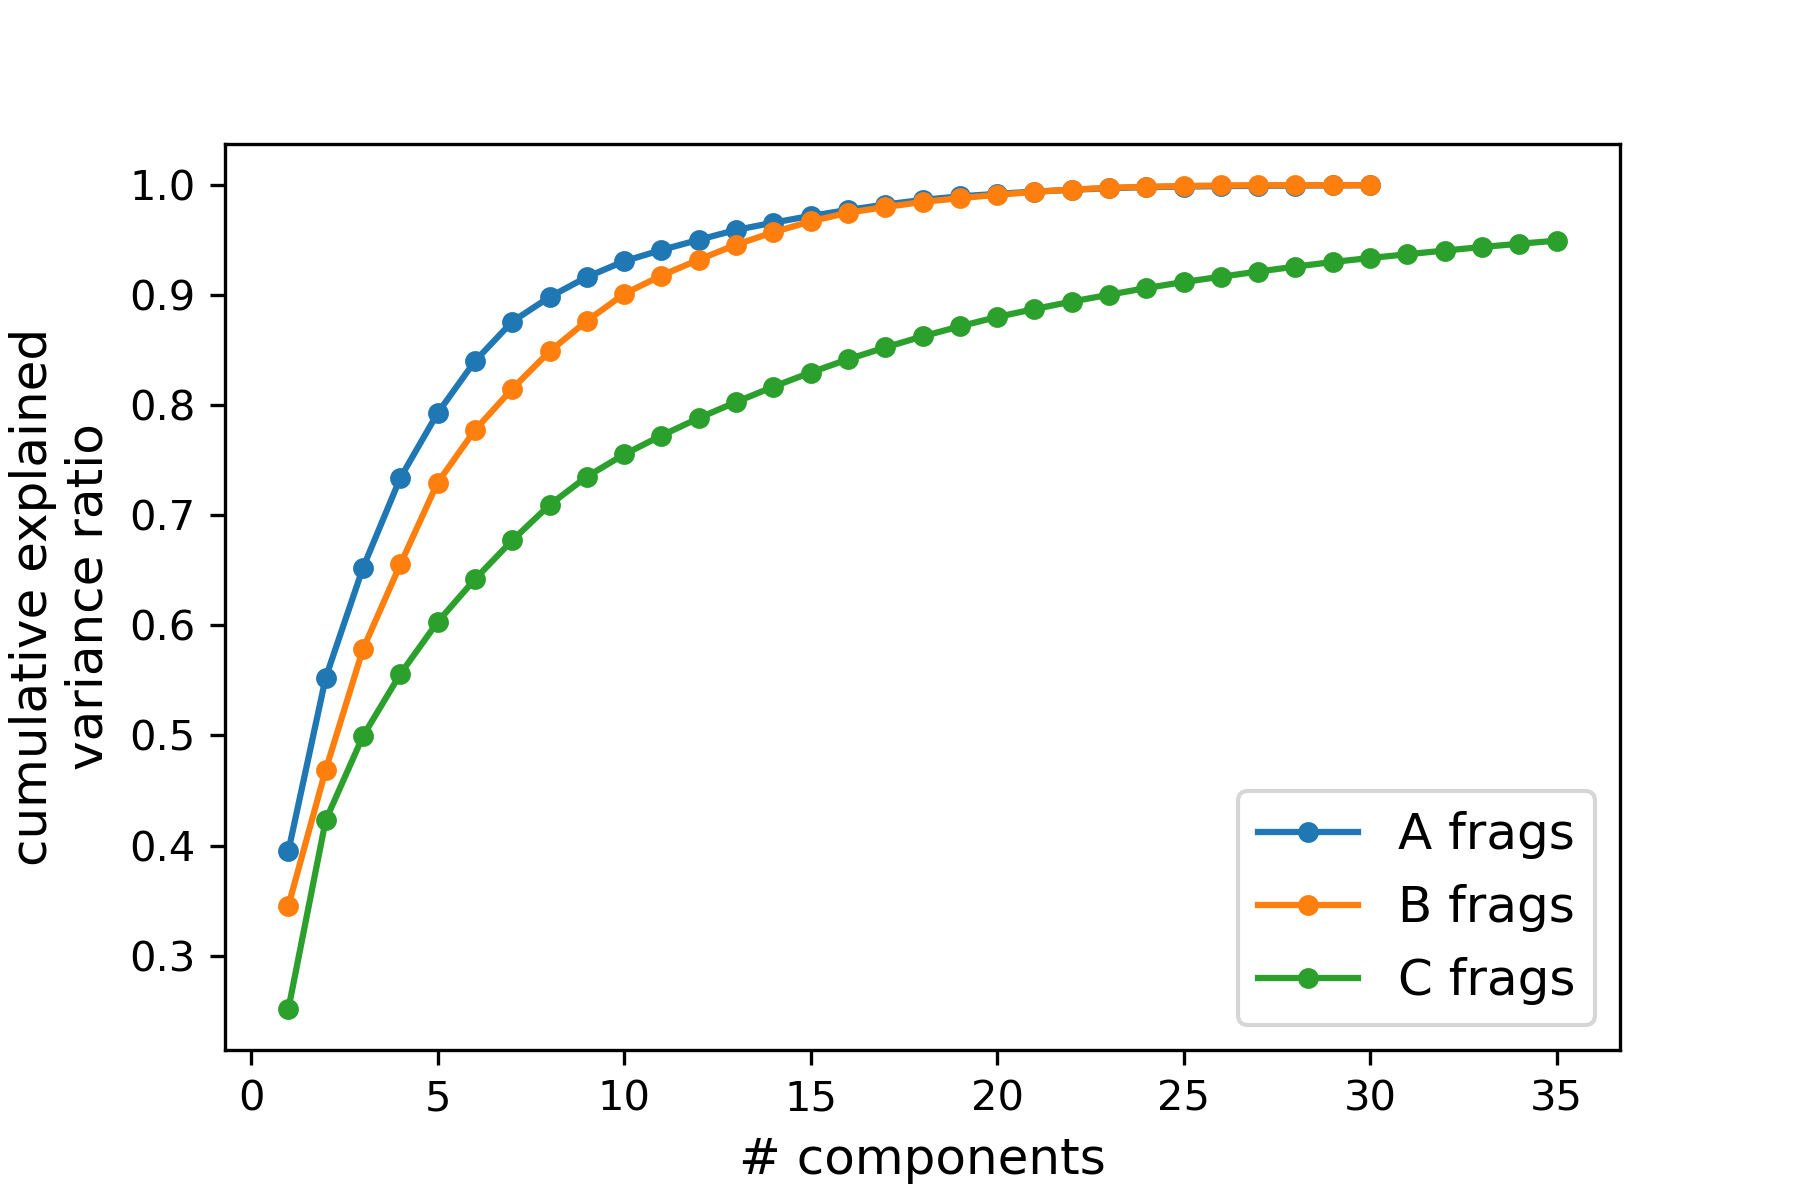 cumulative explained
variance ratio
1.0
0.9
0.8
0.7
0.6
0.5
0.4
0.3
A frags
B frags
C frags
0 5 10 15 20 25 30 35
# components